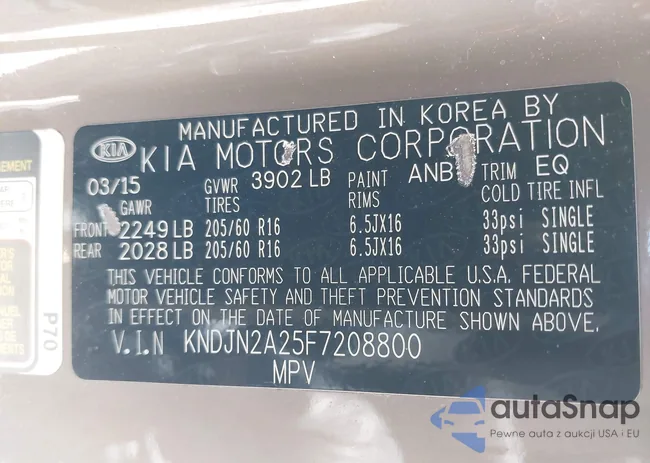 MANUFACTURED IN KOREA BY
KIA KIA MOTORS CORPORATION
03/15 GVWR 3902 LB PAINT ANB TRIM EQ
GAWR TIRES RIMS COLD TIRE INFL
FRONT 2249 LB 205/60 R16 6.5JX16 33psi SINGLE
REAR 2028 LB 205/60 R16 6.5JX16 33psi SINGLE
THIS VEHICLE CONFORMS TO ALL APPLICABLE U.S.A. FEDERAL
MOTOR VEHICLE SAFETY AND THEFT PREVENTION STANDARDS
IN EFFECT ON THE DATE OF MANUFACTURE SHOWN ABOVE.
V.I.N KNDJN2A25F7208800
MPV
P70
autaSnap
Pewne auta z aukcji USA i EU